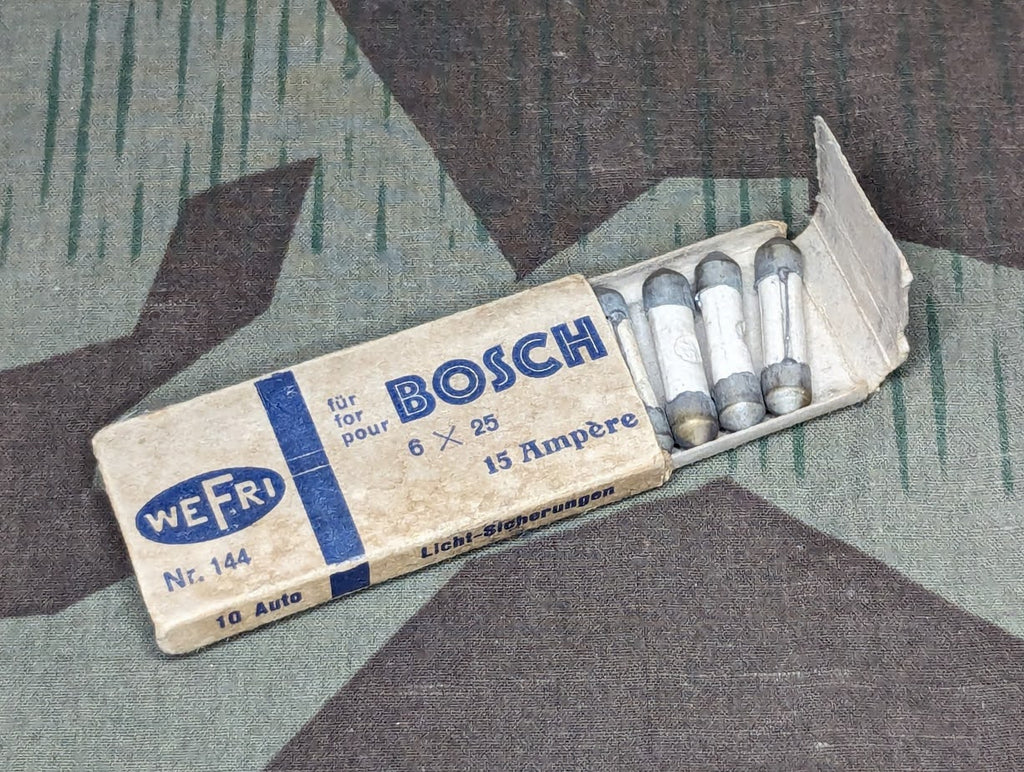 WEFRI
Nr. 144
für
for
pour
BOSCH
6 × 25
15 Ampère
10 Auto Licht-Sicherungen